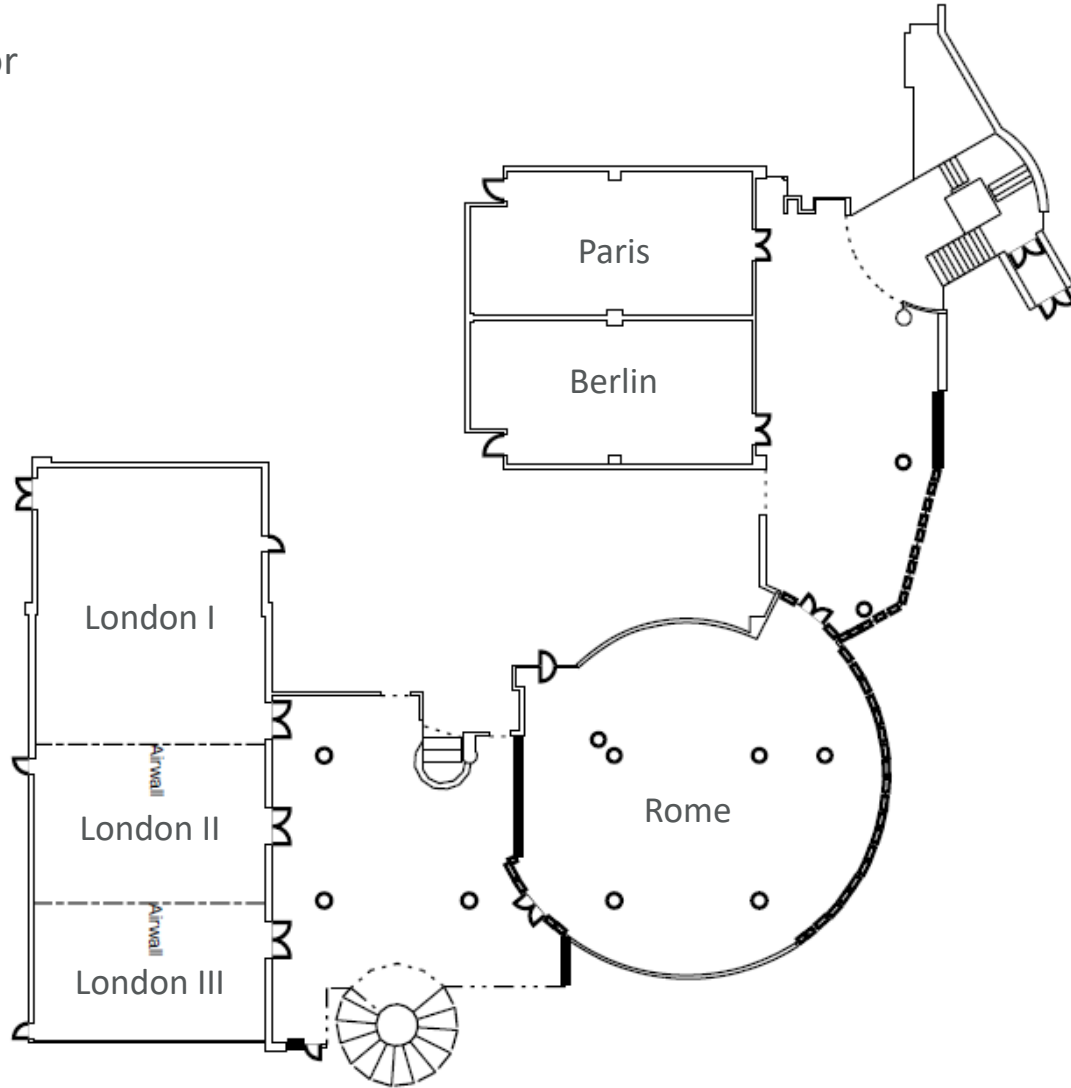 or
Paris
Berlin
London I
Airwall
London II
Rome
Airwall
London III